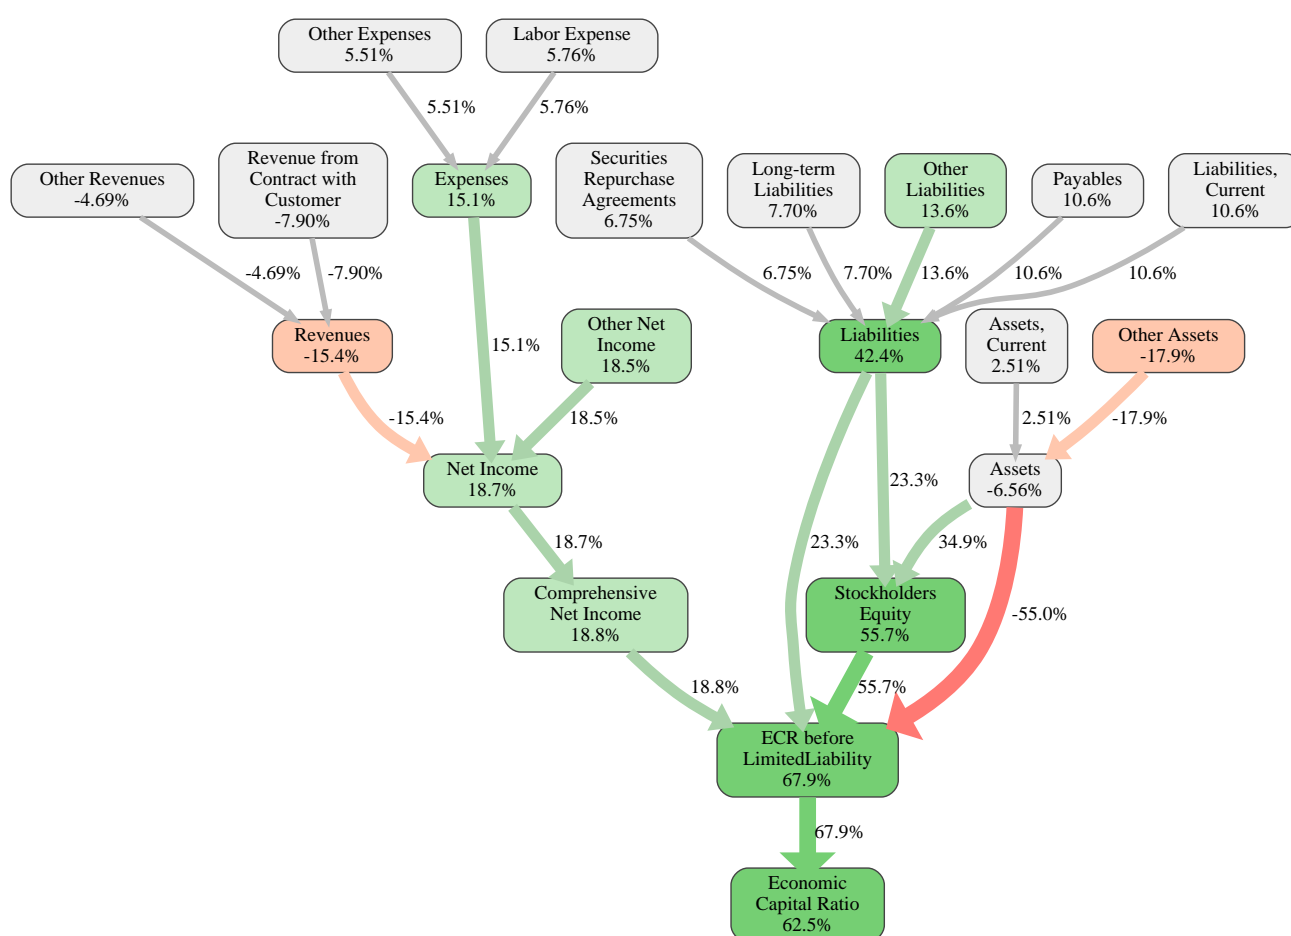 Other Expenses
5.51%
Labor Expense
5.76%
5.51%
5.76%
Other Revenues
-4.69%
Revenue from
Contract with
Customer
-7.90%
Expenses
15.1%
Securities
Repurchase
Agreements
6.75%
Long-term
Liabilities
7.70%
Other
Liabilities
13.6%
Payables
10.6%
Liabilities,
Current
10.6%
-4.69%
-7.90%
6.75%
7.70%
13.6%
10.6%
10.6%
Revenues
-15.4%
15.1%
Other Net
Income
18.5%
Liabilities
42.4%
Assets,
Current
2.51%
Other Assets
-17.9%
-15.4%
18.5%
2.51%
-17.9%
Net Income
18.7%
23.3%
Assets
-6.56%
18.7%
23.3%
34.9%
Comprehensive
Net Income
18.8%
Stockholders
Equity
55.7%
-55.0%
18.8%
55.7%
ECR before
LimitedLiability
67.9%
67.9%
Economic
Capital Ratio
62.5%